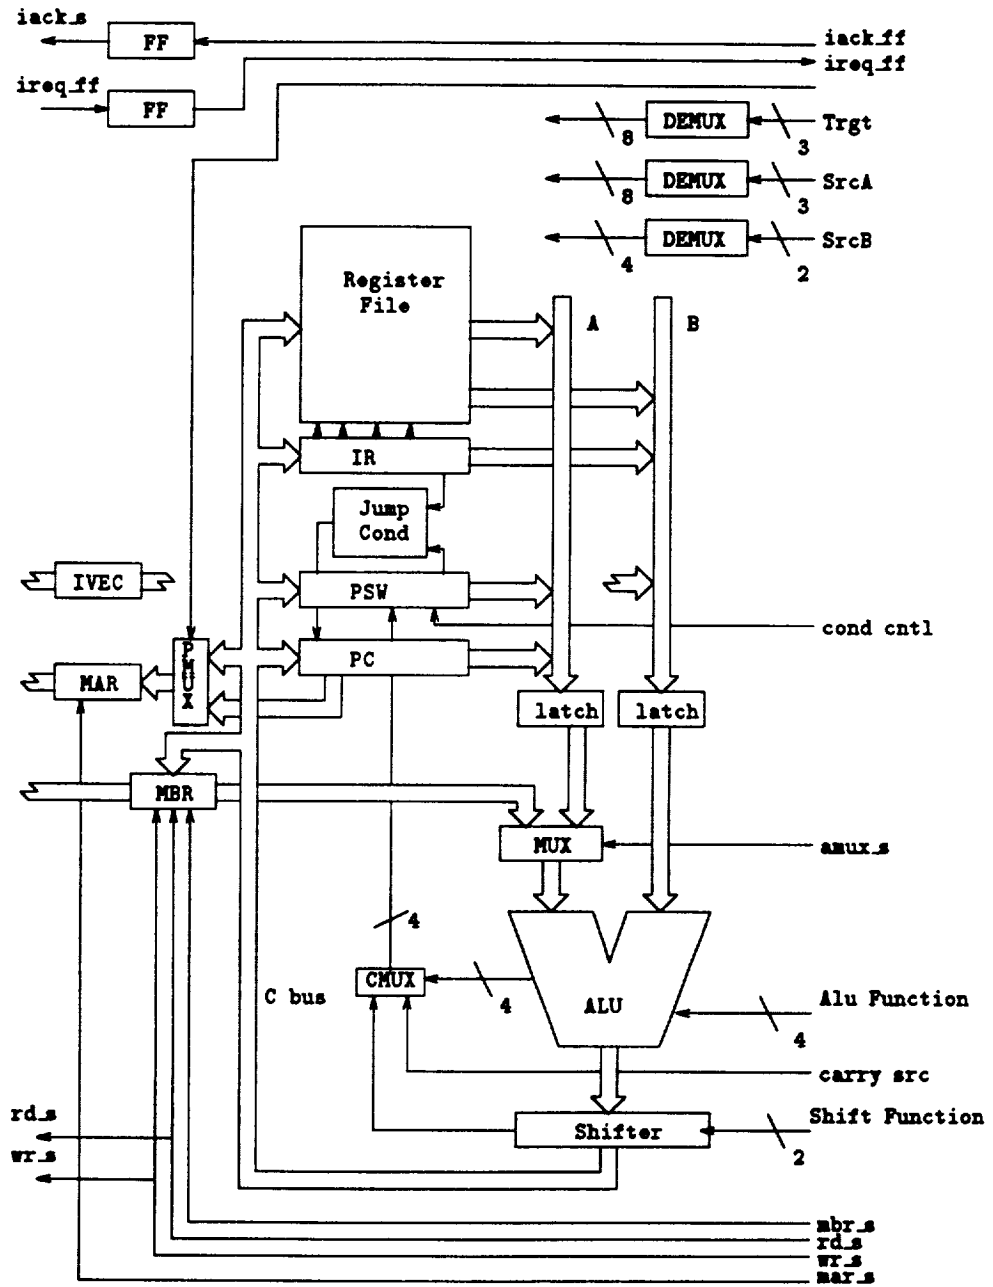 iack_s
FF
iack_ff
ireq_ff
ireq_ff
FF
DEMUX
Trgt
8
3
DEMUX
SrcA
8
3
DEMUX
SrcB
4
2
Register
File
A
B
IR
Jump
Cond
IVEC
PSW
cond cntl
PMUX
PC
MAR
latch
latch
MBR
MUX
amux_s
4
CMUX
4
C bus
ALU
Alu Function
4
carry src
Shift Function
rd_s
Shifter
2
wr_s
mbr_s
rd_s
wr_s
mar_s